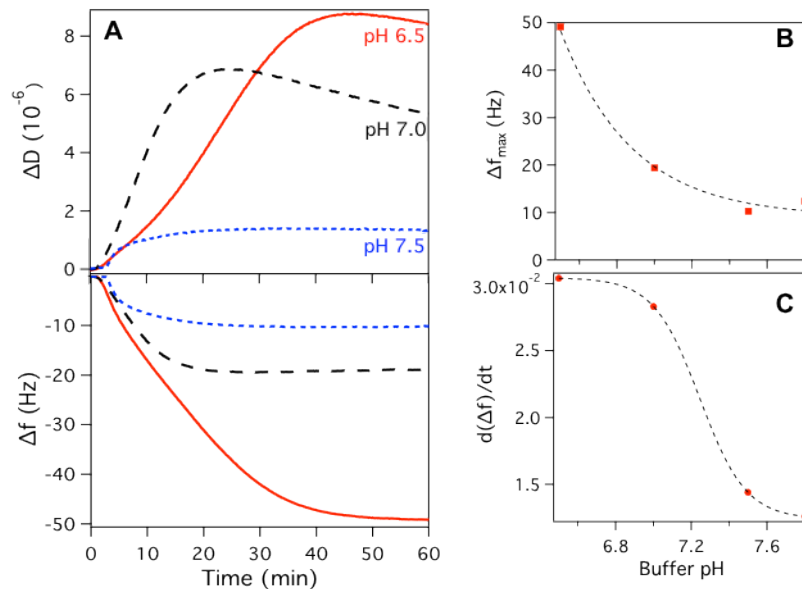 A
pH 6.5
pH 7.0
pH 7.5
ΔD (10⁻⁶)
8
6
4
2
0
Δf (Hz)
-10
-20
-30
-40
-50
0 10 20 30 40 50 60
Time (min)
B
Δfmax (Hz)
50
40
30
20
10
0
C
d(Δf)/dt
3.0x10⁻²
2.5
2.0
1.5
6.8 7.2 7.6
Buffer pH